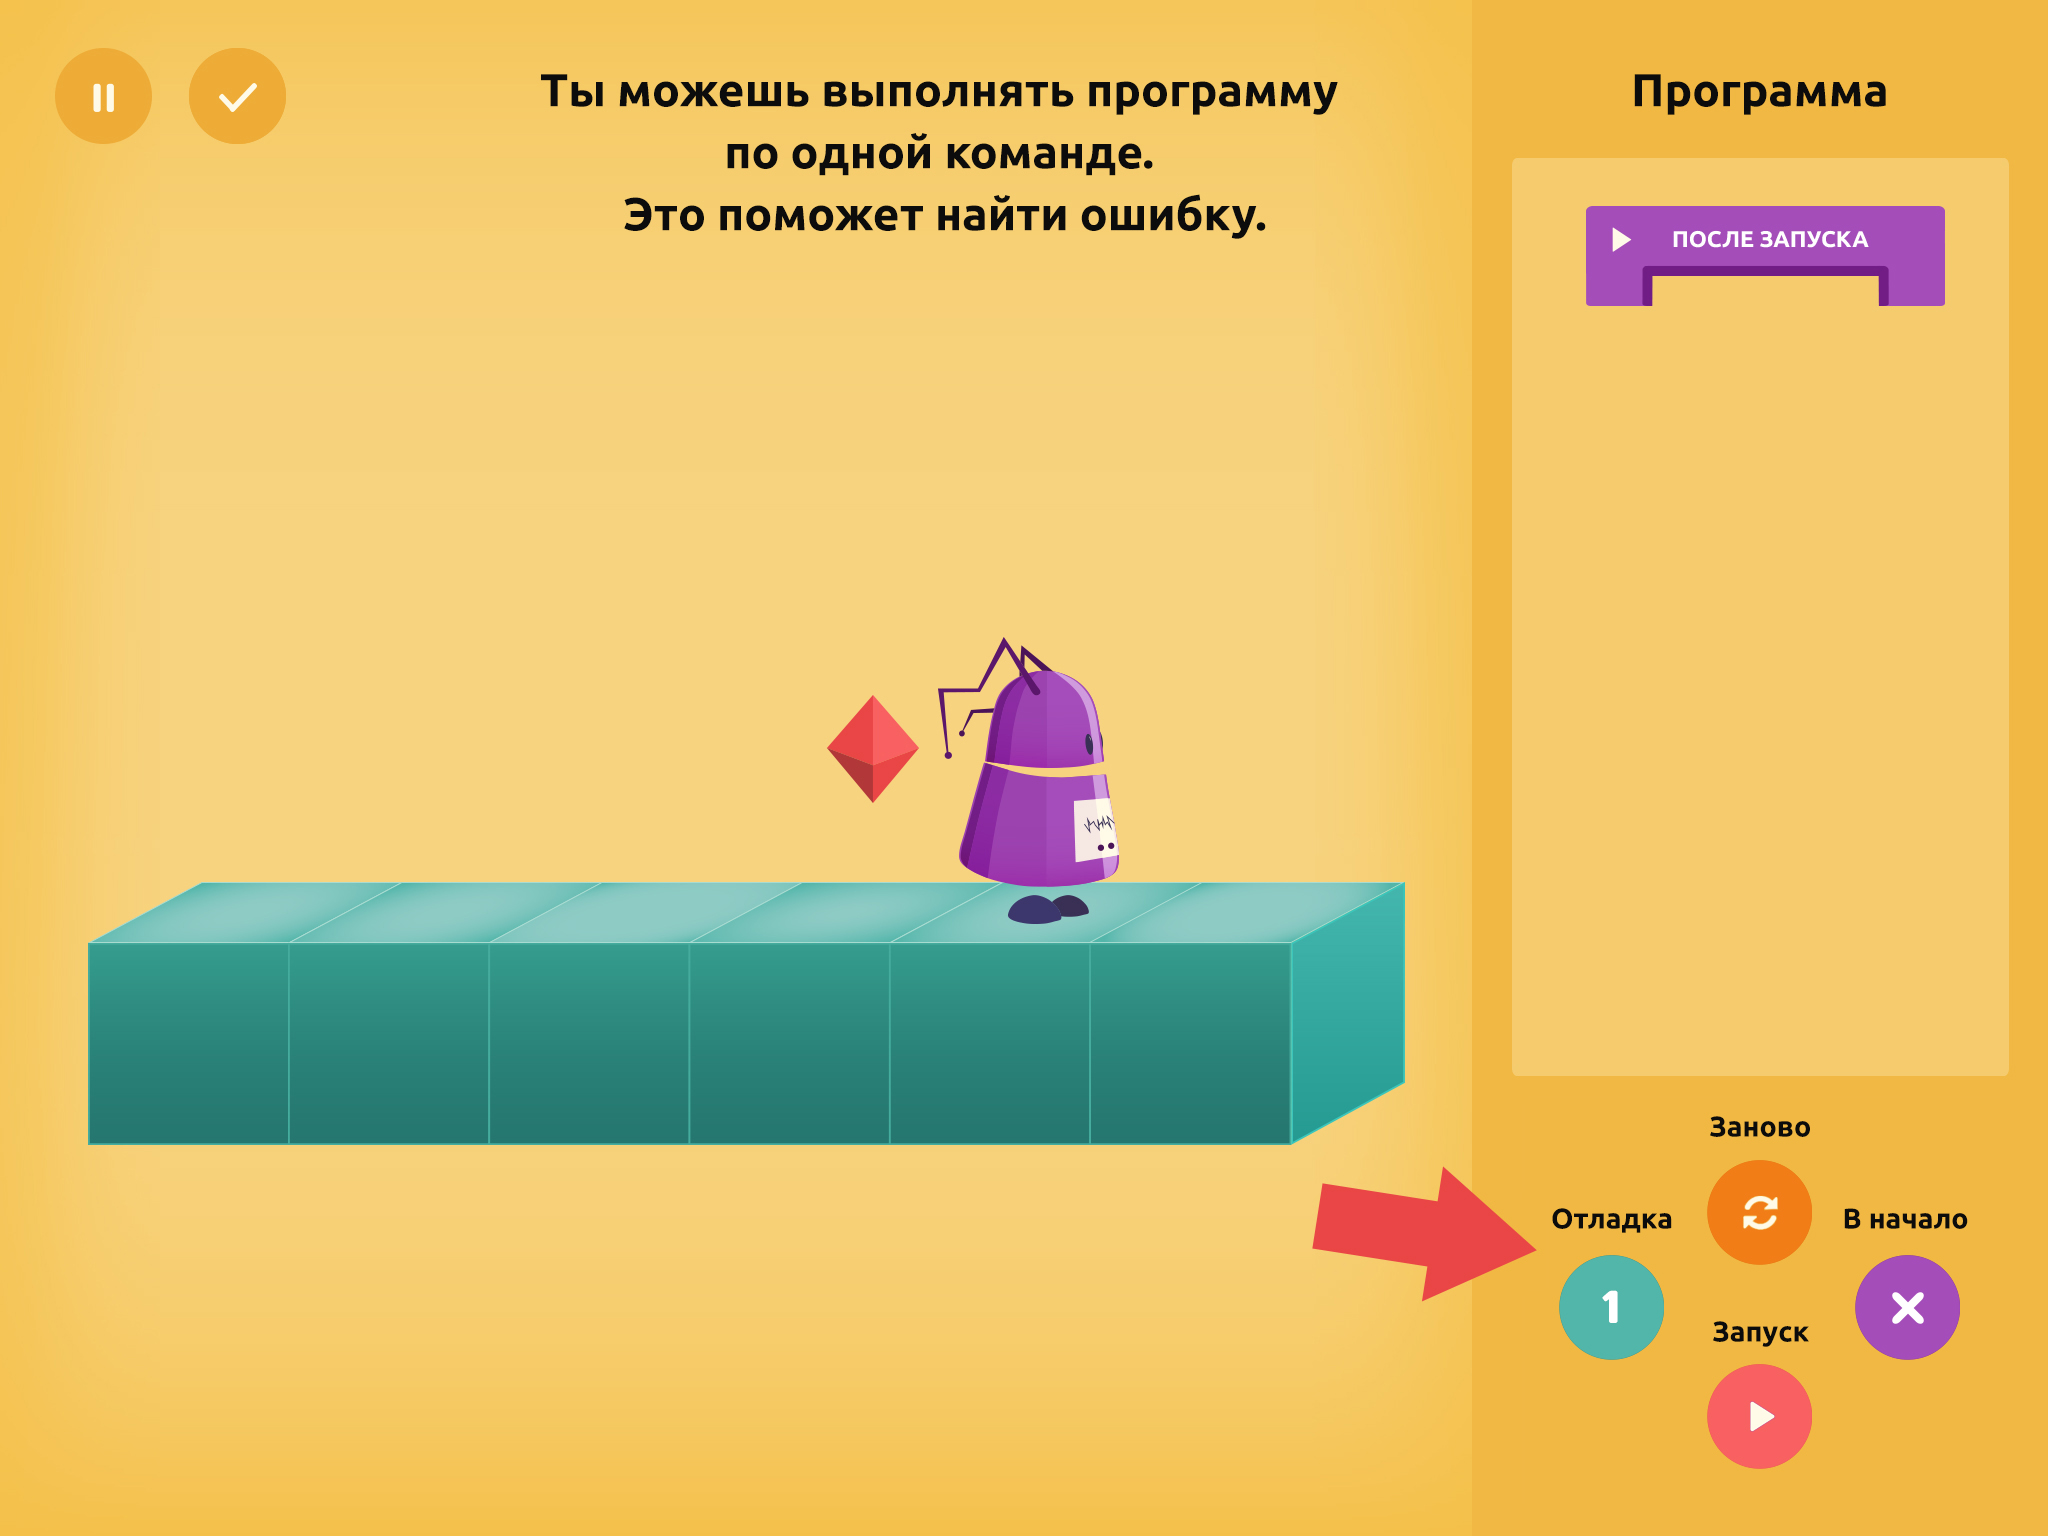 Ты можешь выполнять программу
по одной команде.
Это поможет найти ошибку.
Программа
ПОСЛЕ ЗАПУСКА
Заново
Отладка
В начало
1
Запуск